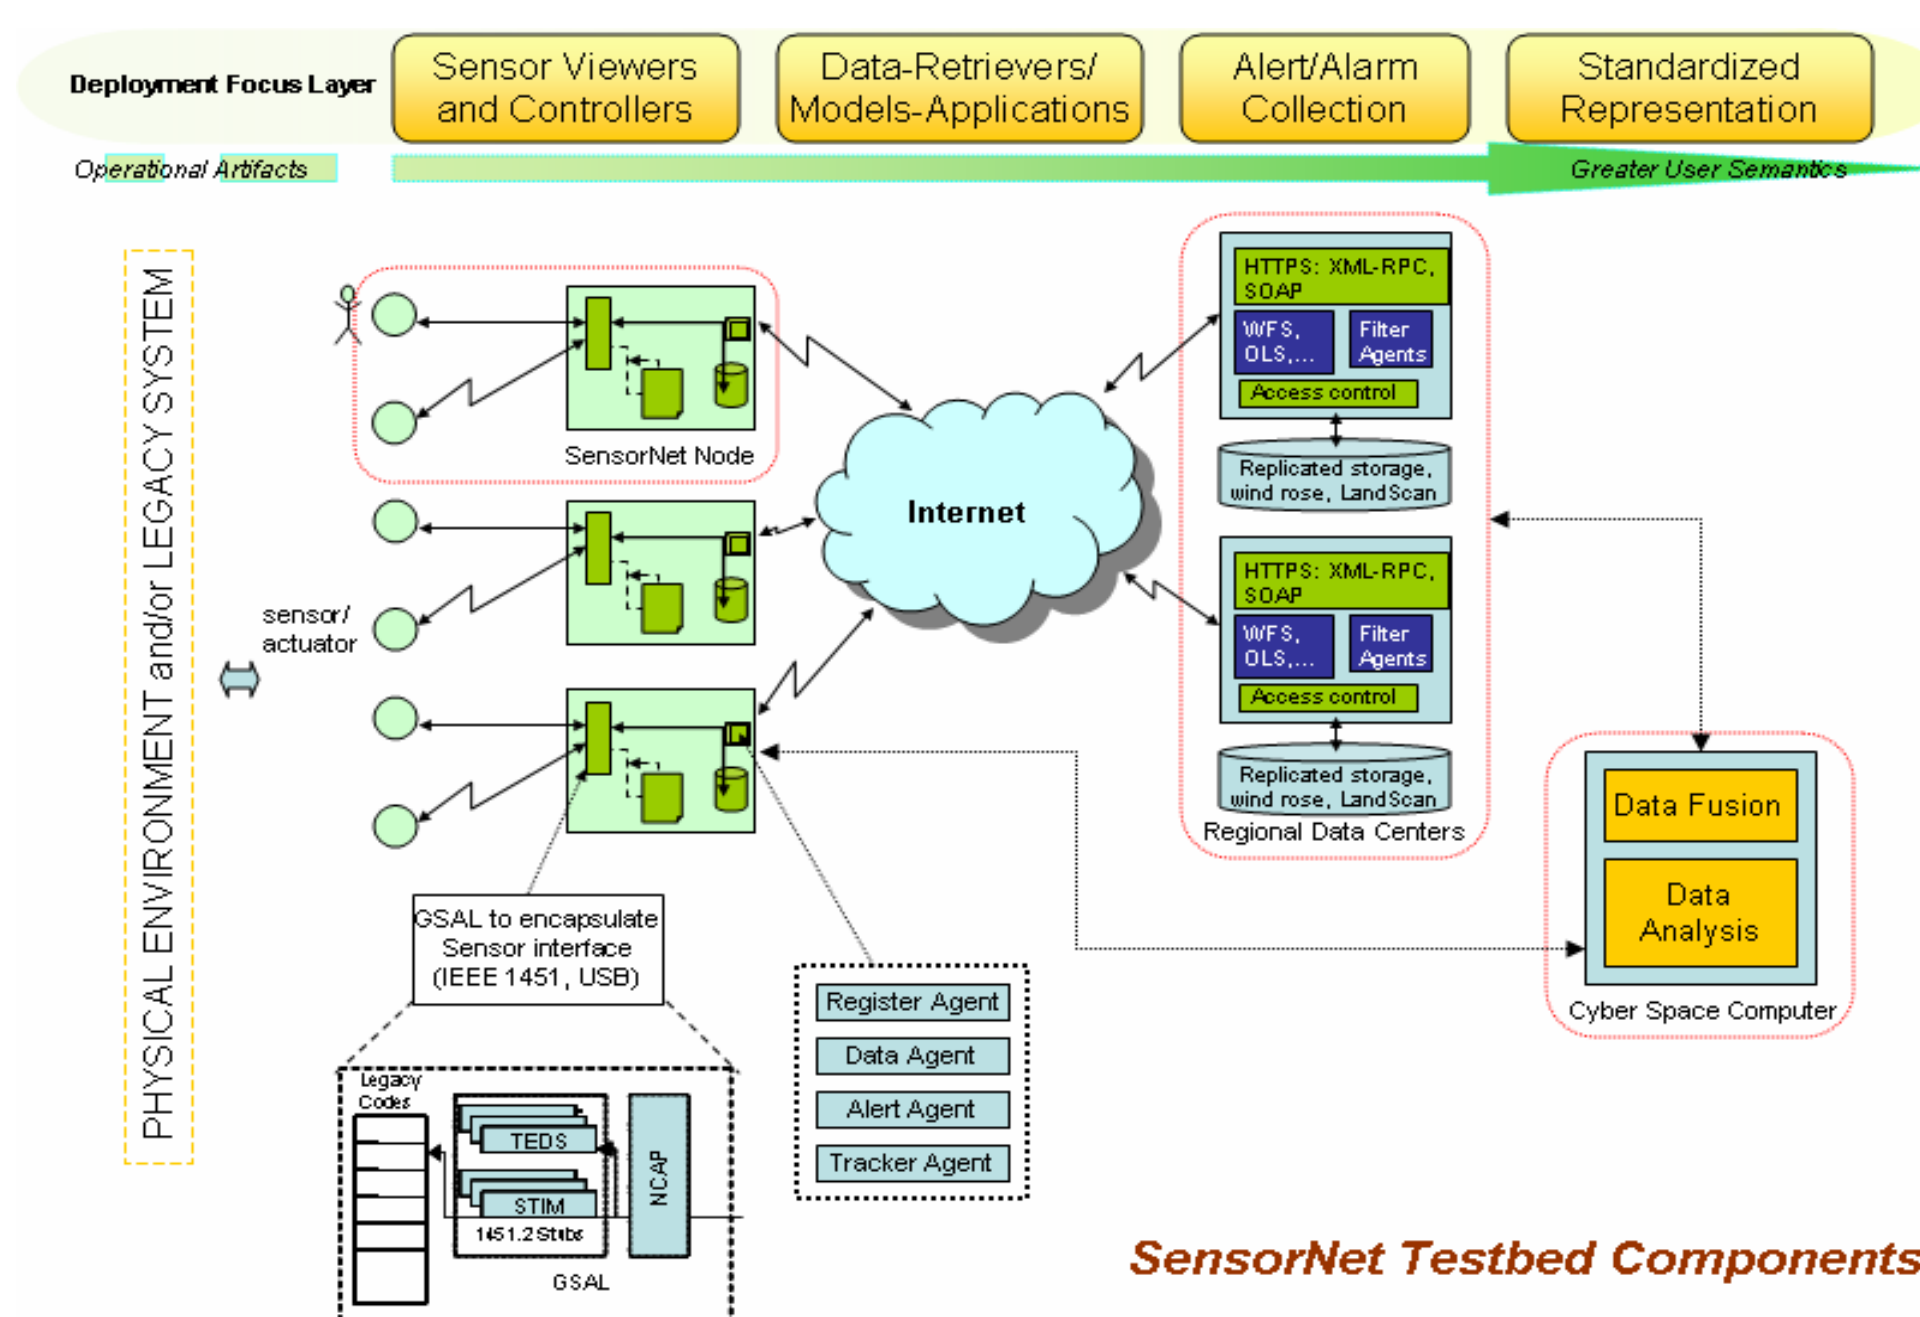 Deployment Focus Layer
Sensor Viewers
and Controllers
Data-Retrievers/
Models-Applications
Alert/Alarm
Collection
Standardized
Representation
Operational Artifacts
Greater User Semantics
PHYSICAL ENVIRONMENT and/or LEGACY SYSTEM
sensor/
actuator
SensorNet Node
Internet
HTTPS: XML-RPC,
SOAP
WFS,
OLS,...
Filter
Agents
Access control
Replicated storage,
wind rose, LandScan
HTTPS: XML-RPC,
SOAP
WFS,
OLS,...
Filter
Agents
Access control
Replicated storage,
wind rose, LandScan
Regional Data Centers
Data Fusion
Data
Analysis
Cyber Space Computer
GSAL to encapsulate
Sensor interface
(IEEE 1451, USB)
Register Agent
Data Agent
Alert Agent
Tracker Agent
Legacy
Codes
TEDS
STIM
1451.2 Stubs
GSAL
NCAP
SensorNet Testbed Components